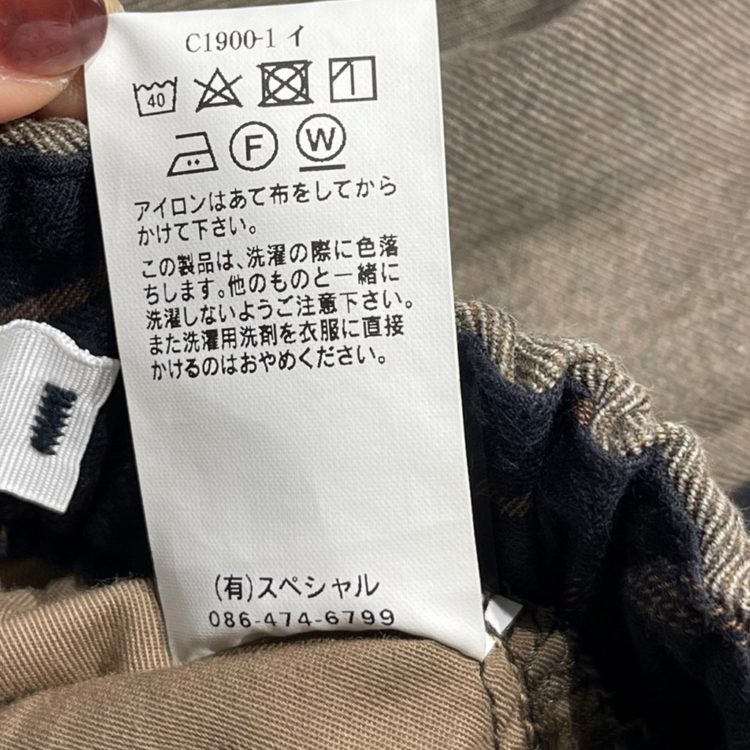 C1900-1 イ
40
F W
アイロンはあて布をしてから
かけて下さい。
この製品は、洗濯の際に色落
ちします。他のものと一緒に
洗濯しないようご注意下さい。
また洗濯用洗剤を衣服に直接
かけるのはおやめください。
(有)スペシャル
086-474-6799